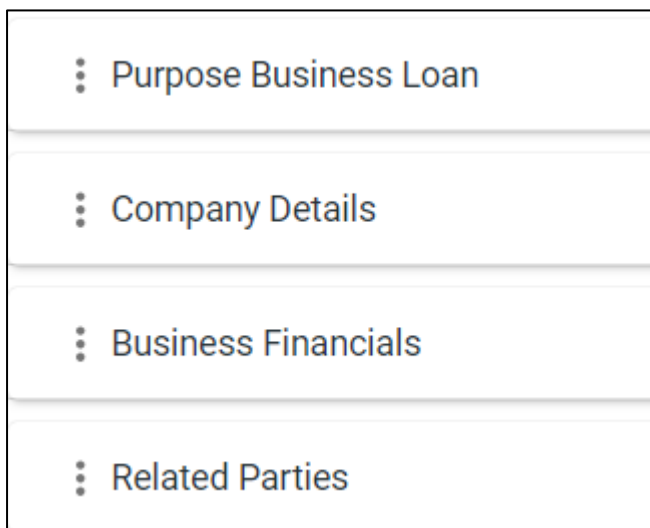 Purpose Business Loan
Company Details
Business Financials
Related Parties